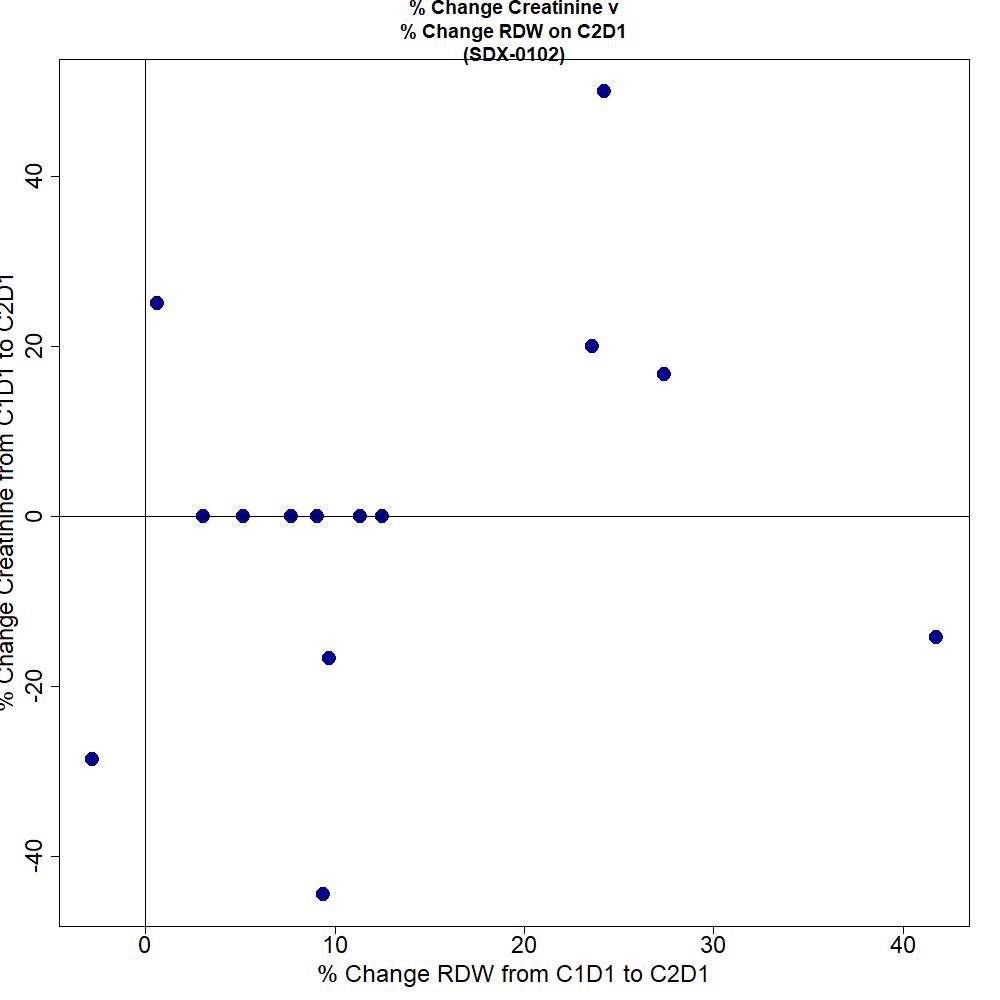 % Change Creatinine v
% Change RDW on C2D1
(SDX-0102)
% Change Creatinine from C1D1 to C2D1
40
20
0
-20
-40
0
10
20
30
40
% Change RDW from C1D1 to C2D1